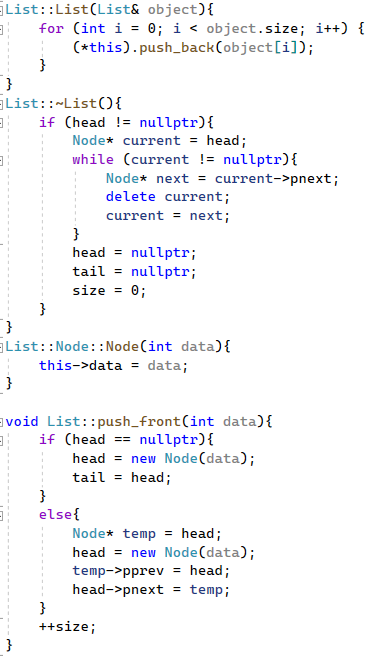 List::List(List& object){
    for (int i = 0; i < object.size; i++) {
        (*this).push_back(object[i]);
    }
}
List::~List(){
    if (head != nullptr){
        Node* current = head;
        while (current != nullptr){
            Node* next = current->pnext;
            delete current;
            current = next;
        }
        head = nullptr;
        tail = nullptr;
        size = 0;
    }
}
List::Node::Node(int data){
    this->data = data;
}

void List::push_front(int data){
    if (head == nullptr){
        head = new Node(data);
        tail = head;
    }
    else{
        Node* temp = head;
        head = new Node(data);
        temp->pprev = head;
        head->pnext = temp;
    }
    ++size;
}